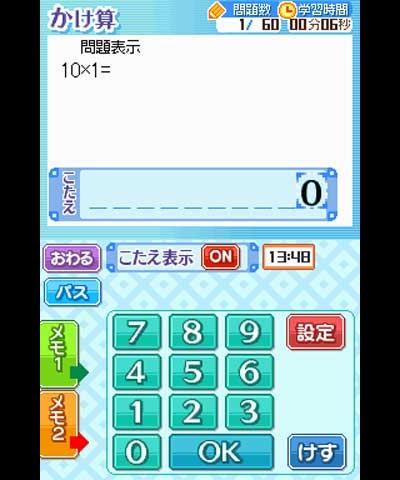 かけ算
問題数 学習時間
1/ 60 00分06秒
問題表示
10×1=
こたえ
0
おわる こたえ表示 ON 13:48
パス
7 8 9 設定
メモ1
4 5 6
1 2 3
メモ2
0 OK けす